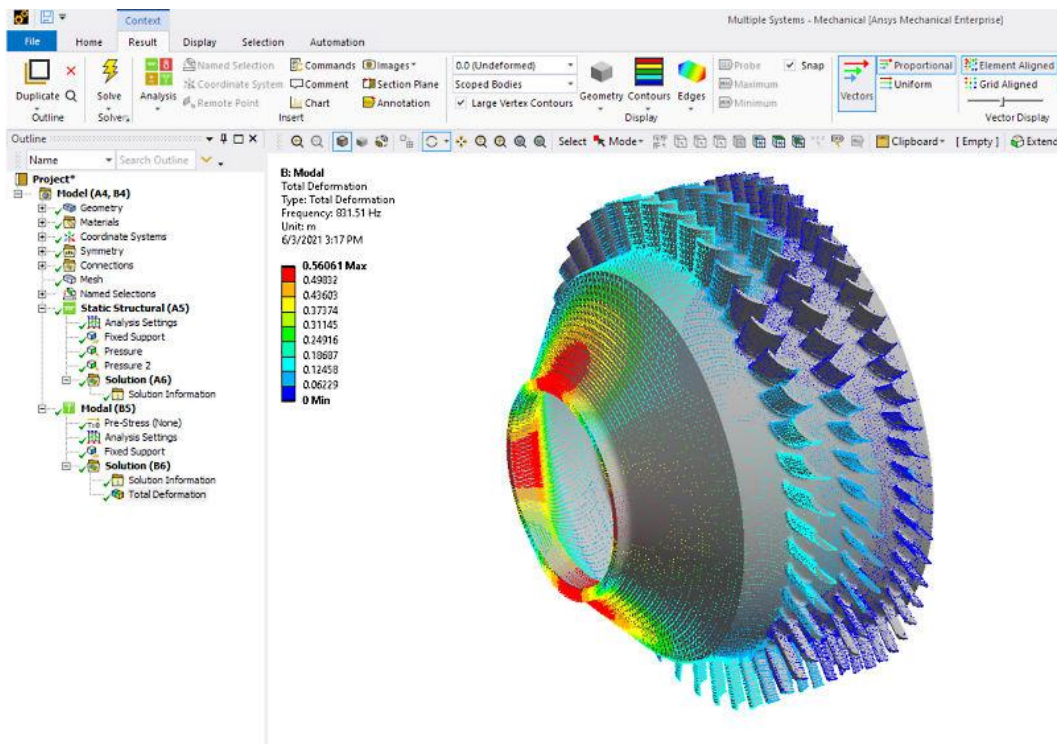 Context
Multiple Systems - Mechanical [Ansys Mechanical Enterprise]
File Home Result Display Selection Automation
Duplicate
Outline
Solve
Solver
Analysis
Named Selection
Coordinate System
Remote Point
Commands
Comment
Chart
Images
Section Plane
Annotation
Insert
0.0 (Undeformed)
Scoped Bodies
Large Vertex Contours
Geometry Contours Edges
Probe
Maximum
Minimum
Snap
Display
Vectors
Proportional
Uniform
Element Aligned
Grid Aligned
Vector Display
Outline
Name Search Outline
Select Mode Clipboard [Empty] Extend
Project*
Model (A4, B4)
Geometry
Materials
Coordinate Systems
Symmetry
Connections
Mesh
Named Selections
Static Structural (A5)
Analysis Settings
Fixed Support
Pressure
Pressure 2
Solution (A6)
Solution Information
Modal (B5)
Pre-Stress (None)
Analysis Settings
Fixed Support
Solution (B6)
Solution Information
Total Deformation
B: Modal
Total Deformation
Type: Total Deformation
Frequency: 831.51 Hz
Unit: m
6/3/2021 3:17 PM
0.56061 Max
0.49832
0.43603
0.37374
0.31145
0.24916
0.18687
0.12458
0.06229
0 Min